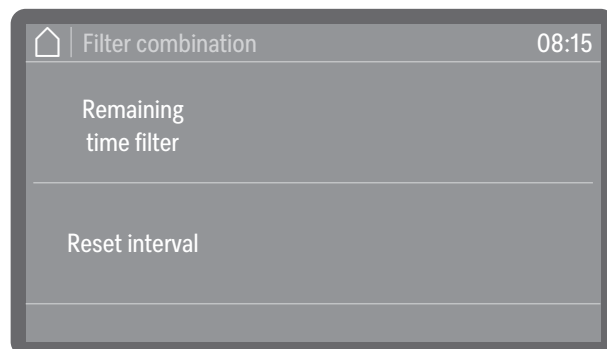 Filter combination 08:15
Remaining
time filter
Reset interval